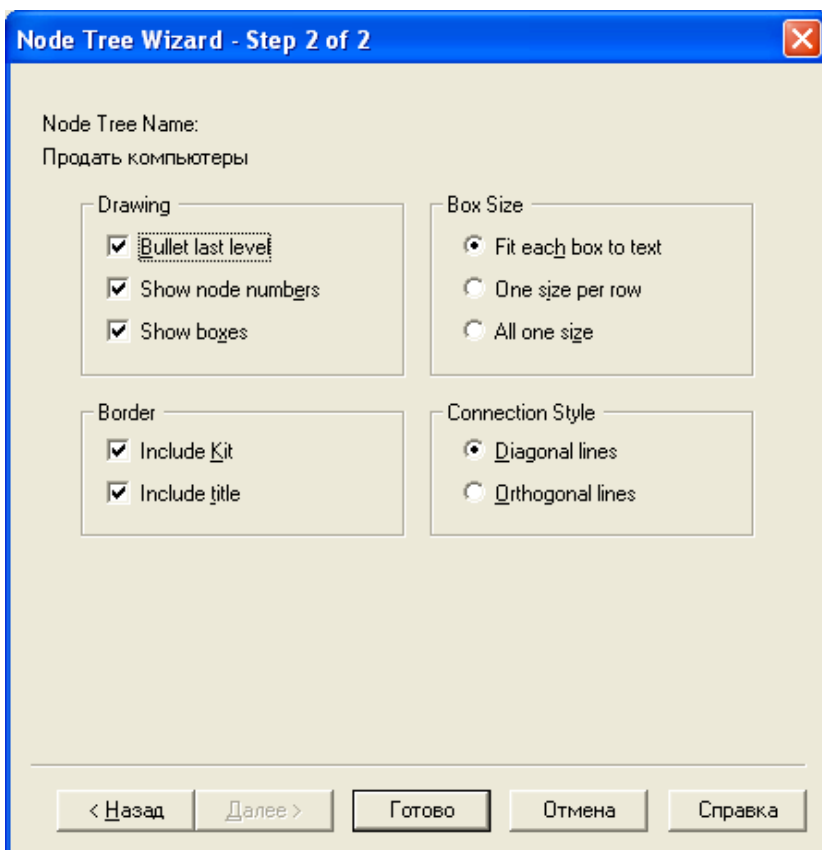 Node Tree Wizard - Step 2 of 2
Node Tree Name:
Продать компьютеры
Drawing
Bullet last level
Show node numbers
Show boxes
Box Size
Fit each box to text
One size per row
All one size
Border
Include Kit
Include title
Connection Style
Diagonal lines
Orthogonal lines
< Назад
Далее >
Готово
Отмена
Справка